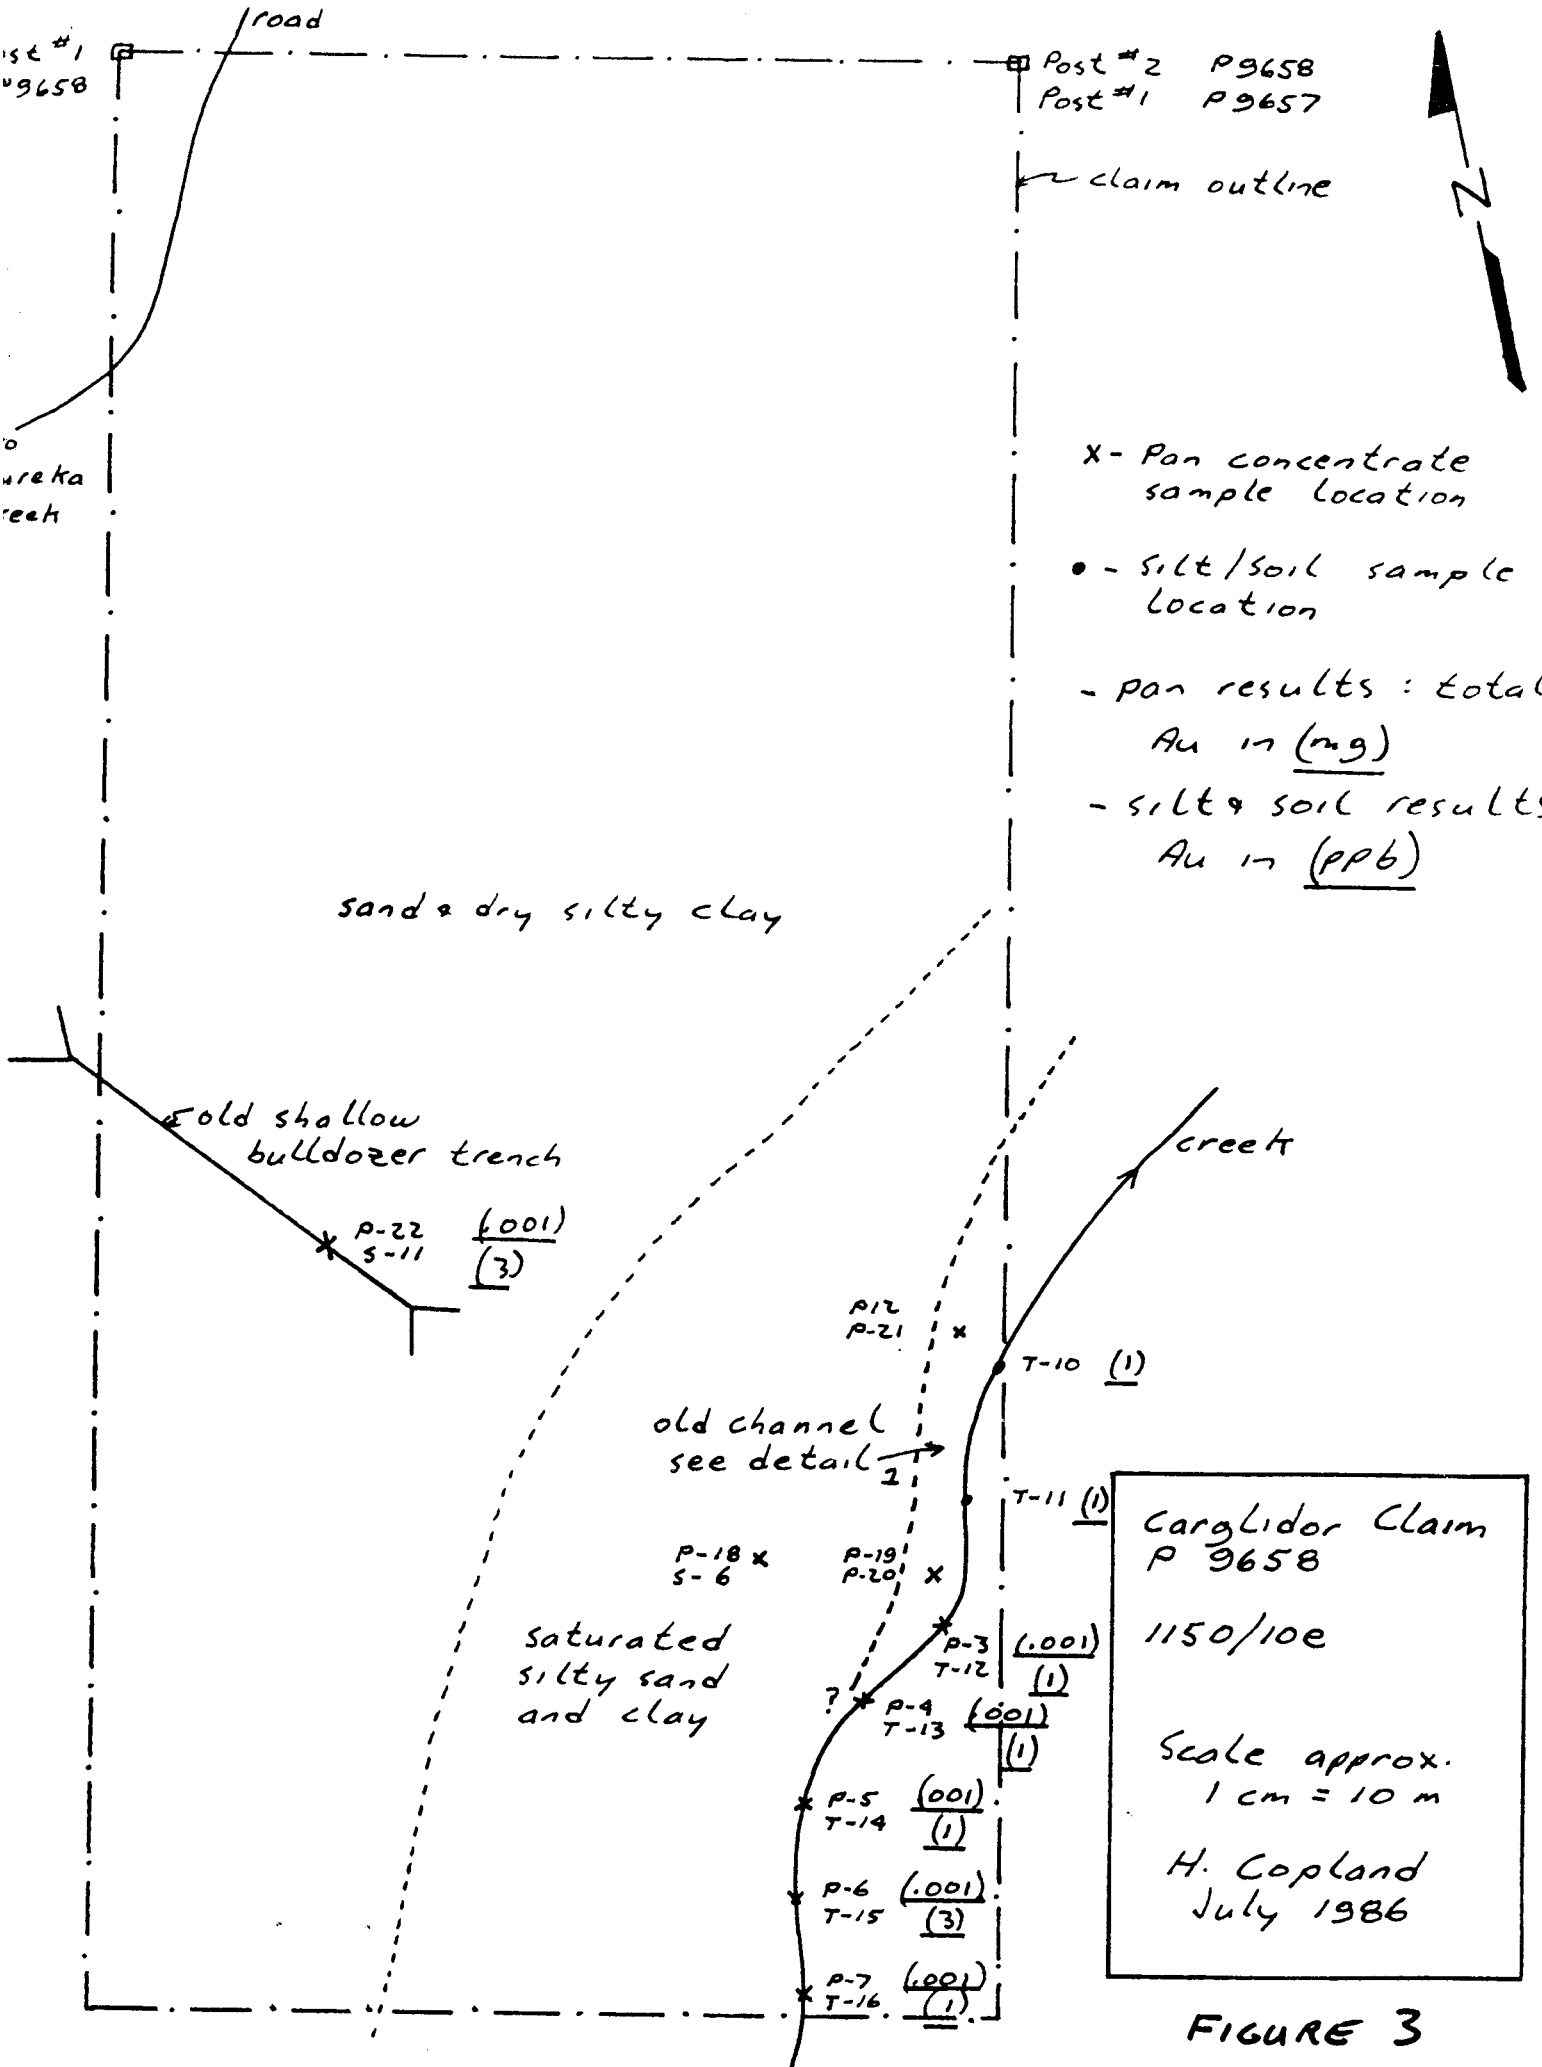 road
#1
9658
Post #2 P9658
Post #1 P9657
claim outline
x - Pan concentrate
sample location
• - silt/soil sample
location
- pan results : total
Au in (mg)
- silt & soil results
Au in (ppb)
sand & dry silty clay
old shallow
bulldozer trench
P-22 (.001)
S-11 (3)
creek
P12
P-21 x
T-10 (1)
old channel
see detail
1
T-11 (1)
P-18 x
S-6
P-19
P-20 x
saturated
silty sand
and clay
P-3 (.001)
T-12 (1)
?
P-4 (.001)
T-13 (1)
P-5 (001)
T-14 (1)
P-6 (.001)
T-15 (3)
P-7 (.001)
T-16 (1)
N
Carglidor Claim
P 9658
1150/10e
Scale approx.
1 cm = 10 m
H. Copland
July 1986
FIGURE 3